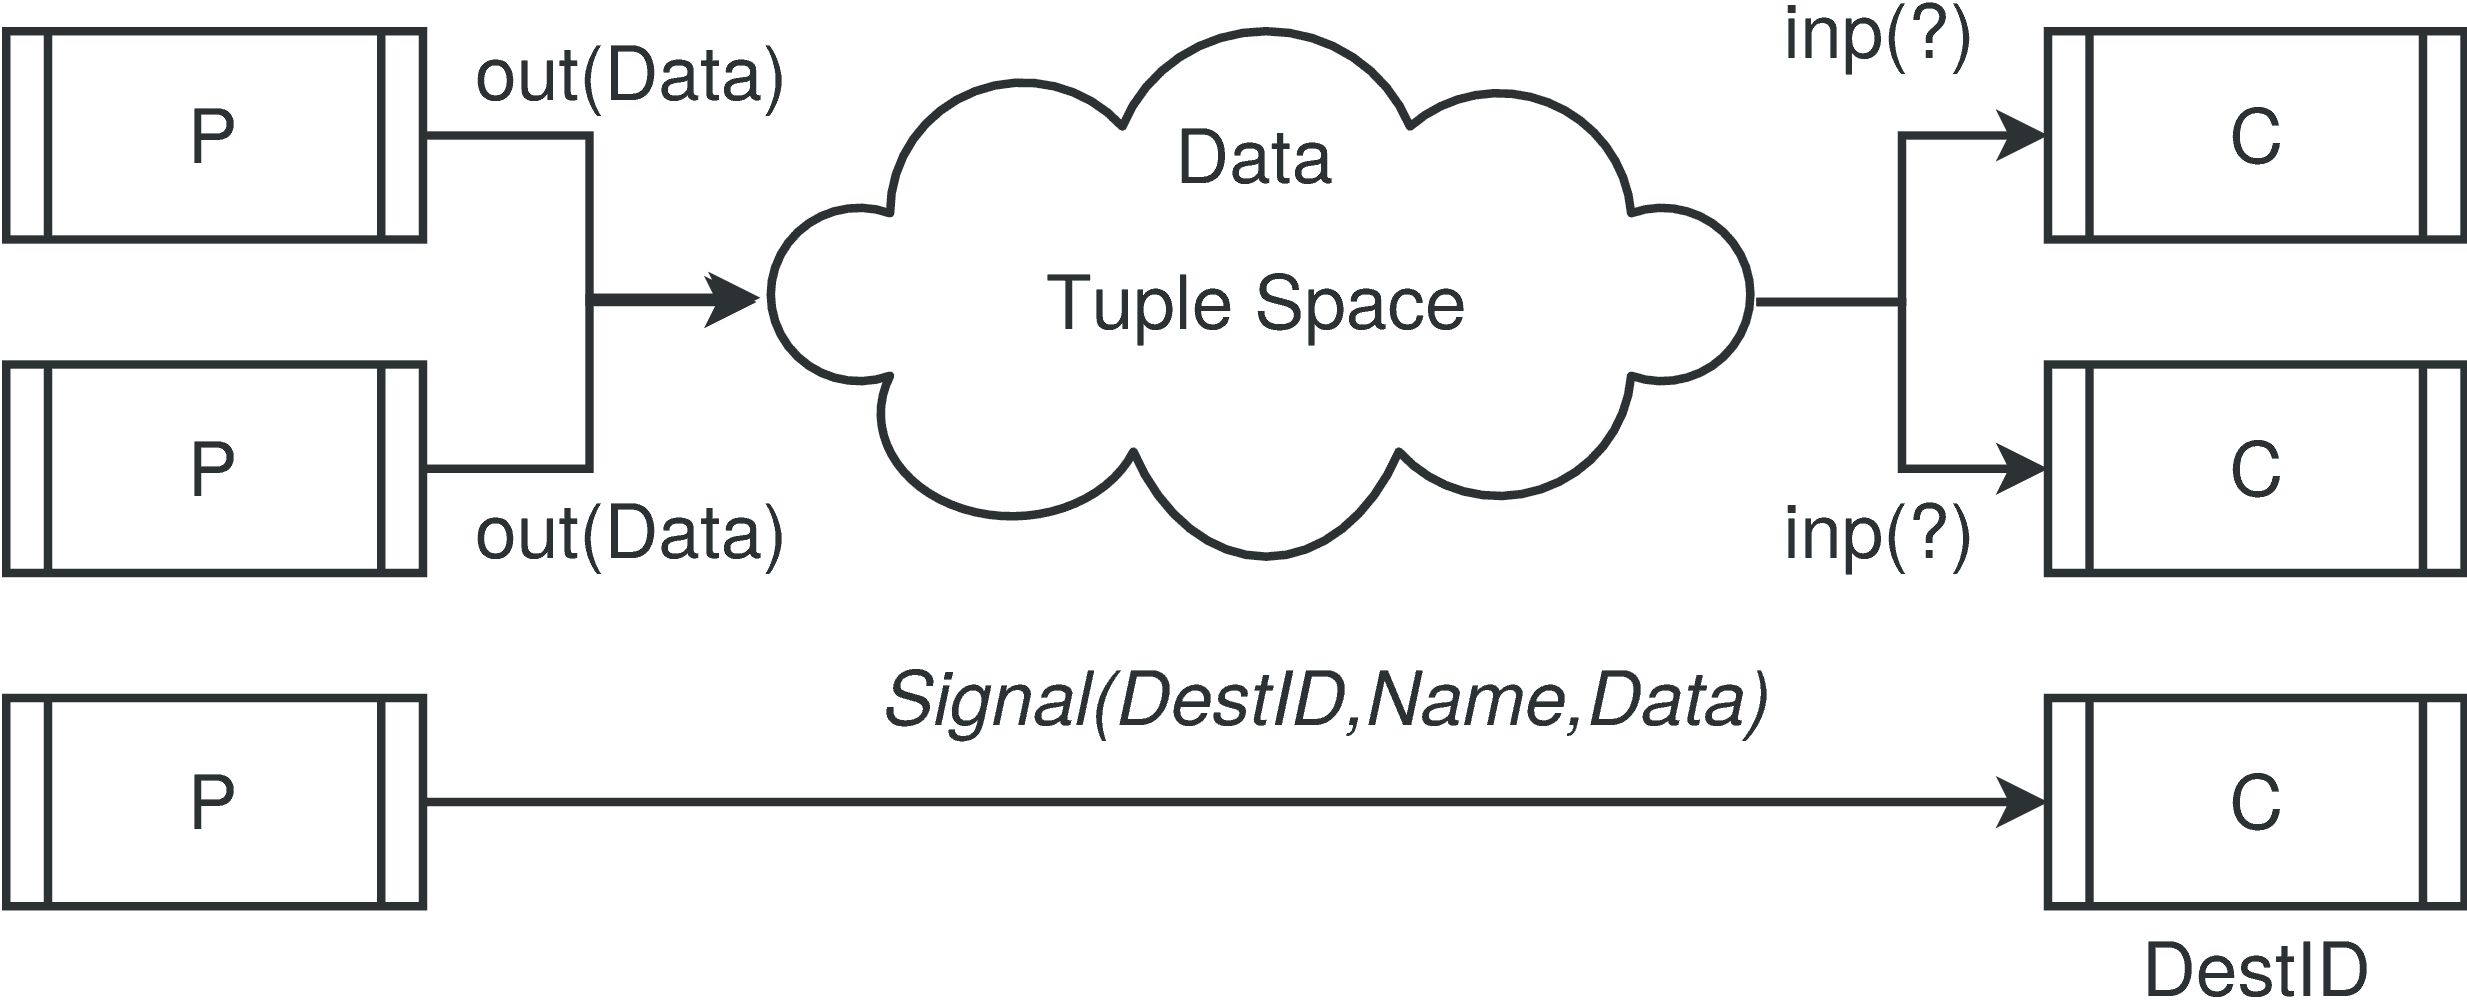 inp(?)
out(Data)
P
Data
C
Tuple Space
P
C
out(Data)
inp(?)
Signal(DestID,Name,Data)
P
C
DestID